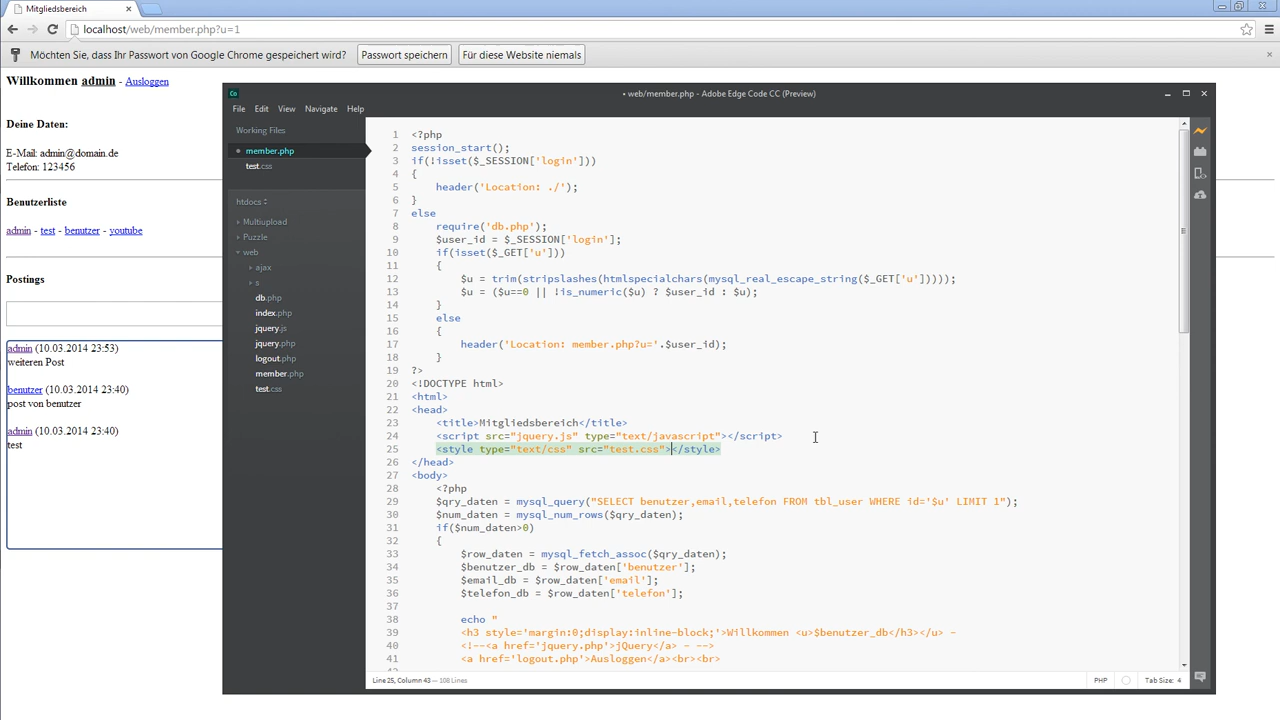 Mitgliedsbereich
localhost/web/member.php?u=1
Möchten Sie, dass Ihr Passwort von Google Chrome gespeichert wird? Passwort speichern Für diese Website niemals
Willkommen admin - Ausloggen
Deine Daten:
E-Mail: admin@domain.de
Telefon: 123456
Benutzerliste
admin - test - benutzer - youtube
Postings
admin (10.03.2014 23:53)
weiteren Post
benutzer (10.03.2014 23:40)
post von benutzer
admin (10.03.2014 23:40)
test
Co
• web/member.php - Adobe Edge Code CC (Preview)
File Edit View Navigate Help
Working Files
member.php
test.css
htdocs
Multiupload
Puzzle
web
ajax
s
db.php
index.php
jquery.js
jquery.php
logout.php
member.php
test.css
1 <?php
2 session_start();
3 if(!isset($_SESSION['login']))
4 {
5 header('Location: ./');
6 }
7 else
8 require('db.php');
9 $user_id = $_SESSION['login'];
10 if(isset($_GET['u']))
11 {
12 $u = trim(stripslashes(htmlspecialchars(mysql_real_escape_string($_GET['u']))));
13 $u = ($u==0 || !is_numeric($u) ? $user_id : $u);
14 }
15 else
16 {
17 header('Location: member.php?u='.$user_id);
18 }
19 ?>
20 <!DOCTYPE html>
21 <html>
22 <head>
23 <title>Mitgliedsbereich</title>
24 <script src="jquery.js" type="text/javascript"></script>
25 <style type="text/css" src="test.css"></style>
26 </head>
27 <body>
28 <?php
29 $qry_daten = mysql_query("SELECT benutzer,email,telefon FROM tbl_user WHERE id='$u' LIMIT 1");
30 $num_daten = mysql_num_rows($qry_daten);
31 if($num_daten>0)
32 {
33 $row_daten = mysql_fetch_assoc($qry_daten);
34 $benutzer_db = $row_daten['benutzer'];
35 $email_db = $row_daten['email'];
36 $telefon_db = $row_daten['telefon'];
37
38 echo "
39 <h3 style='margin:0;display:inline-block;'>Willkommen <u>$benutzer_db</h3></u> -
40 <!--<a href='jquery.php'>jQuery</a> - -->
41 <a href='logout.php'>Ausloggen</a><br><br>
Line 25, Column 43 — 108 Lines
PHP
Tab Size: 4